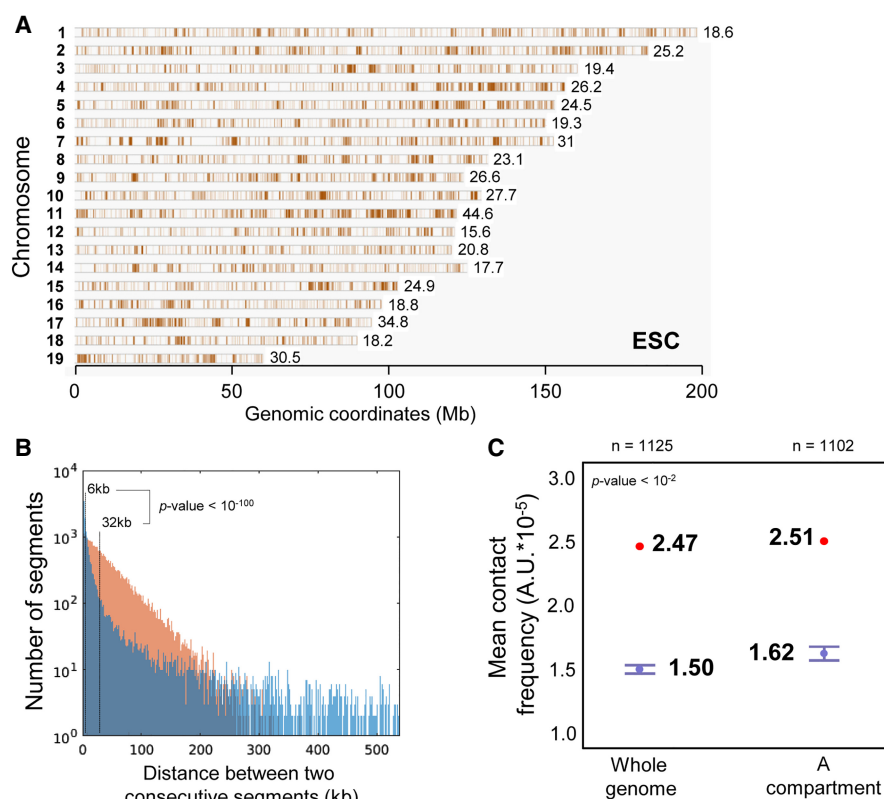 A
Chromosome
1 18.6
2 25.2
3 19.4
4 26.2
5 24.5
6 19.3
7 31
8 23.1
9 26.6
10 27.7
11 44.6
12 15.6
13 20.8
14 17.7
15 24.9
16 18.8
17 34.8
18 18.2
19 30.5
ESC
0 50 100 150 200
Genomic coordinates (Mb)
B
Number of segments
10⁴
10³
10²
10¹
10⁰
6kb
32kb
p-value < 10⁻¹⁰⁰
0 100 200 300 400 500
Distance between two
consecutive segments (kb)
C
n = 1125 n = 1102
Mean contact
frequency (A.U.*10⁻⁵)
3.0
2.5
2.0
1.5
1.0
p-value < 10⁻²
2.47
2.51
1.50
1.62
Whole
genome
A
compartment